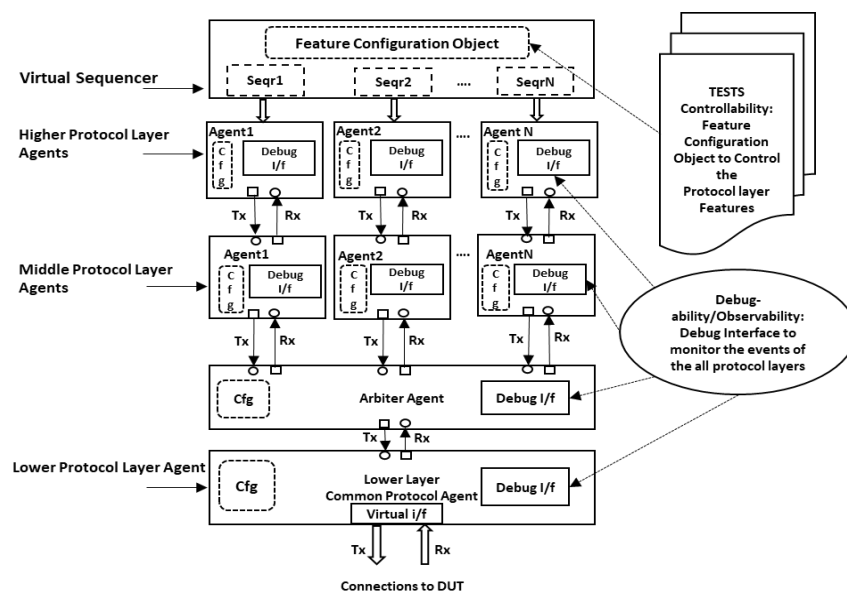 Feature Configuration Object
Virtual Sequencer
Seqr1
Seqr2
....
SeqrN
TESTS
Controllability:
Feature
Configuration
Object to Control
the
Protocol layer
Features
Higher Protocol Layer
Agents
Agent1
C
f
g
Debug
I/f
Agent2
C
f
g
Debug
I/f
....
Agent N
C
f
g
Debug
I/f
Tx
Rx
Tx
Rx
Tx
Rx
Middle Protocol Layer
Agents
Agent1
C
f
g
Debug
I/f
Agent2
C
f
g
Debug
I/f
....
AgentN
C
f
g
Debug
I/f
Debug-
ability/Observability:
Debug Interface to
monitor the events of
the all protocol layers
Tx
Rx
Tx
Rx
Tx
Rx
Cfg
Arbiter Agent
Debug I/f
Tx
Rx
Lower Protocol Layer Agent
Cfg
Lower Layer
Common Protocol Agent
Debug I/f
Virtual i/f
Tx
Rx
Connections to DUT